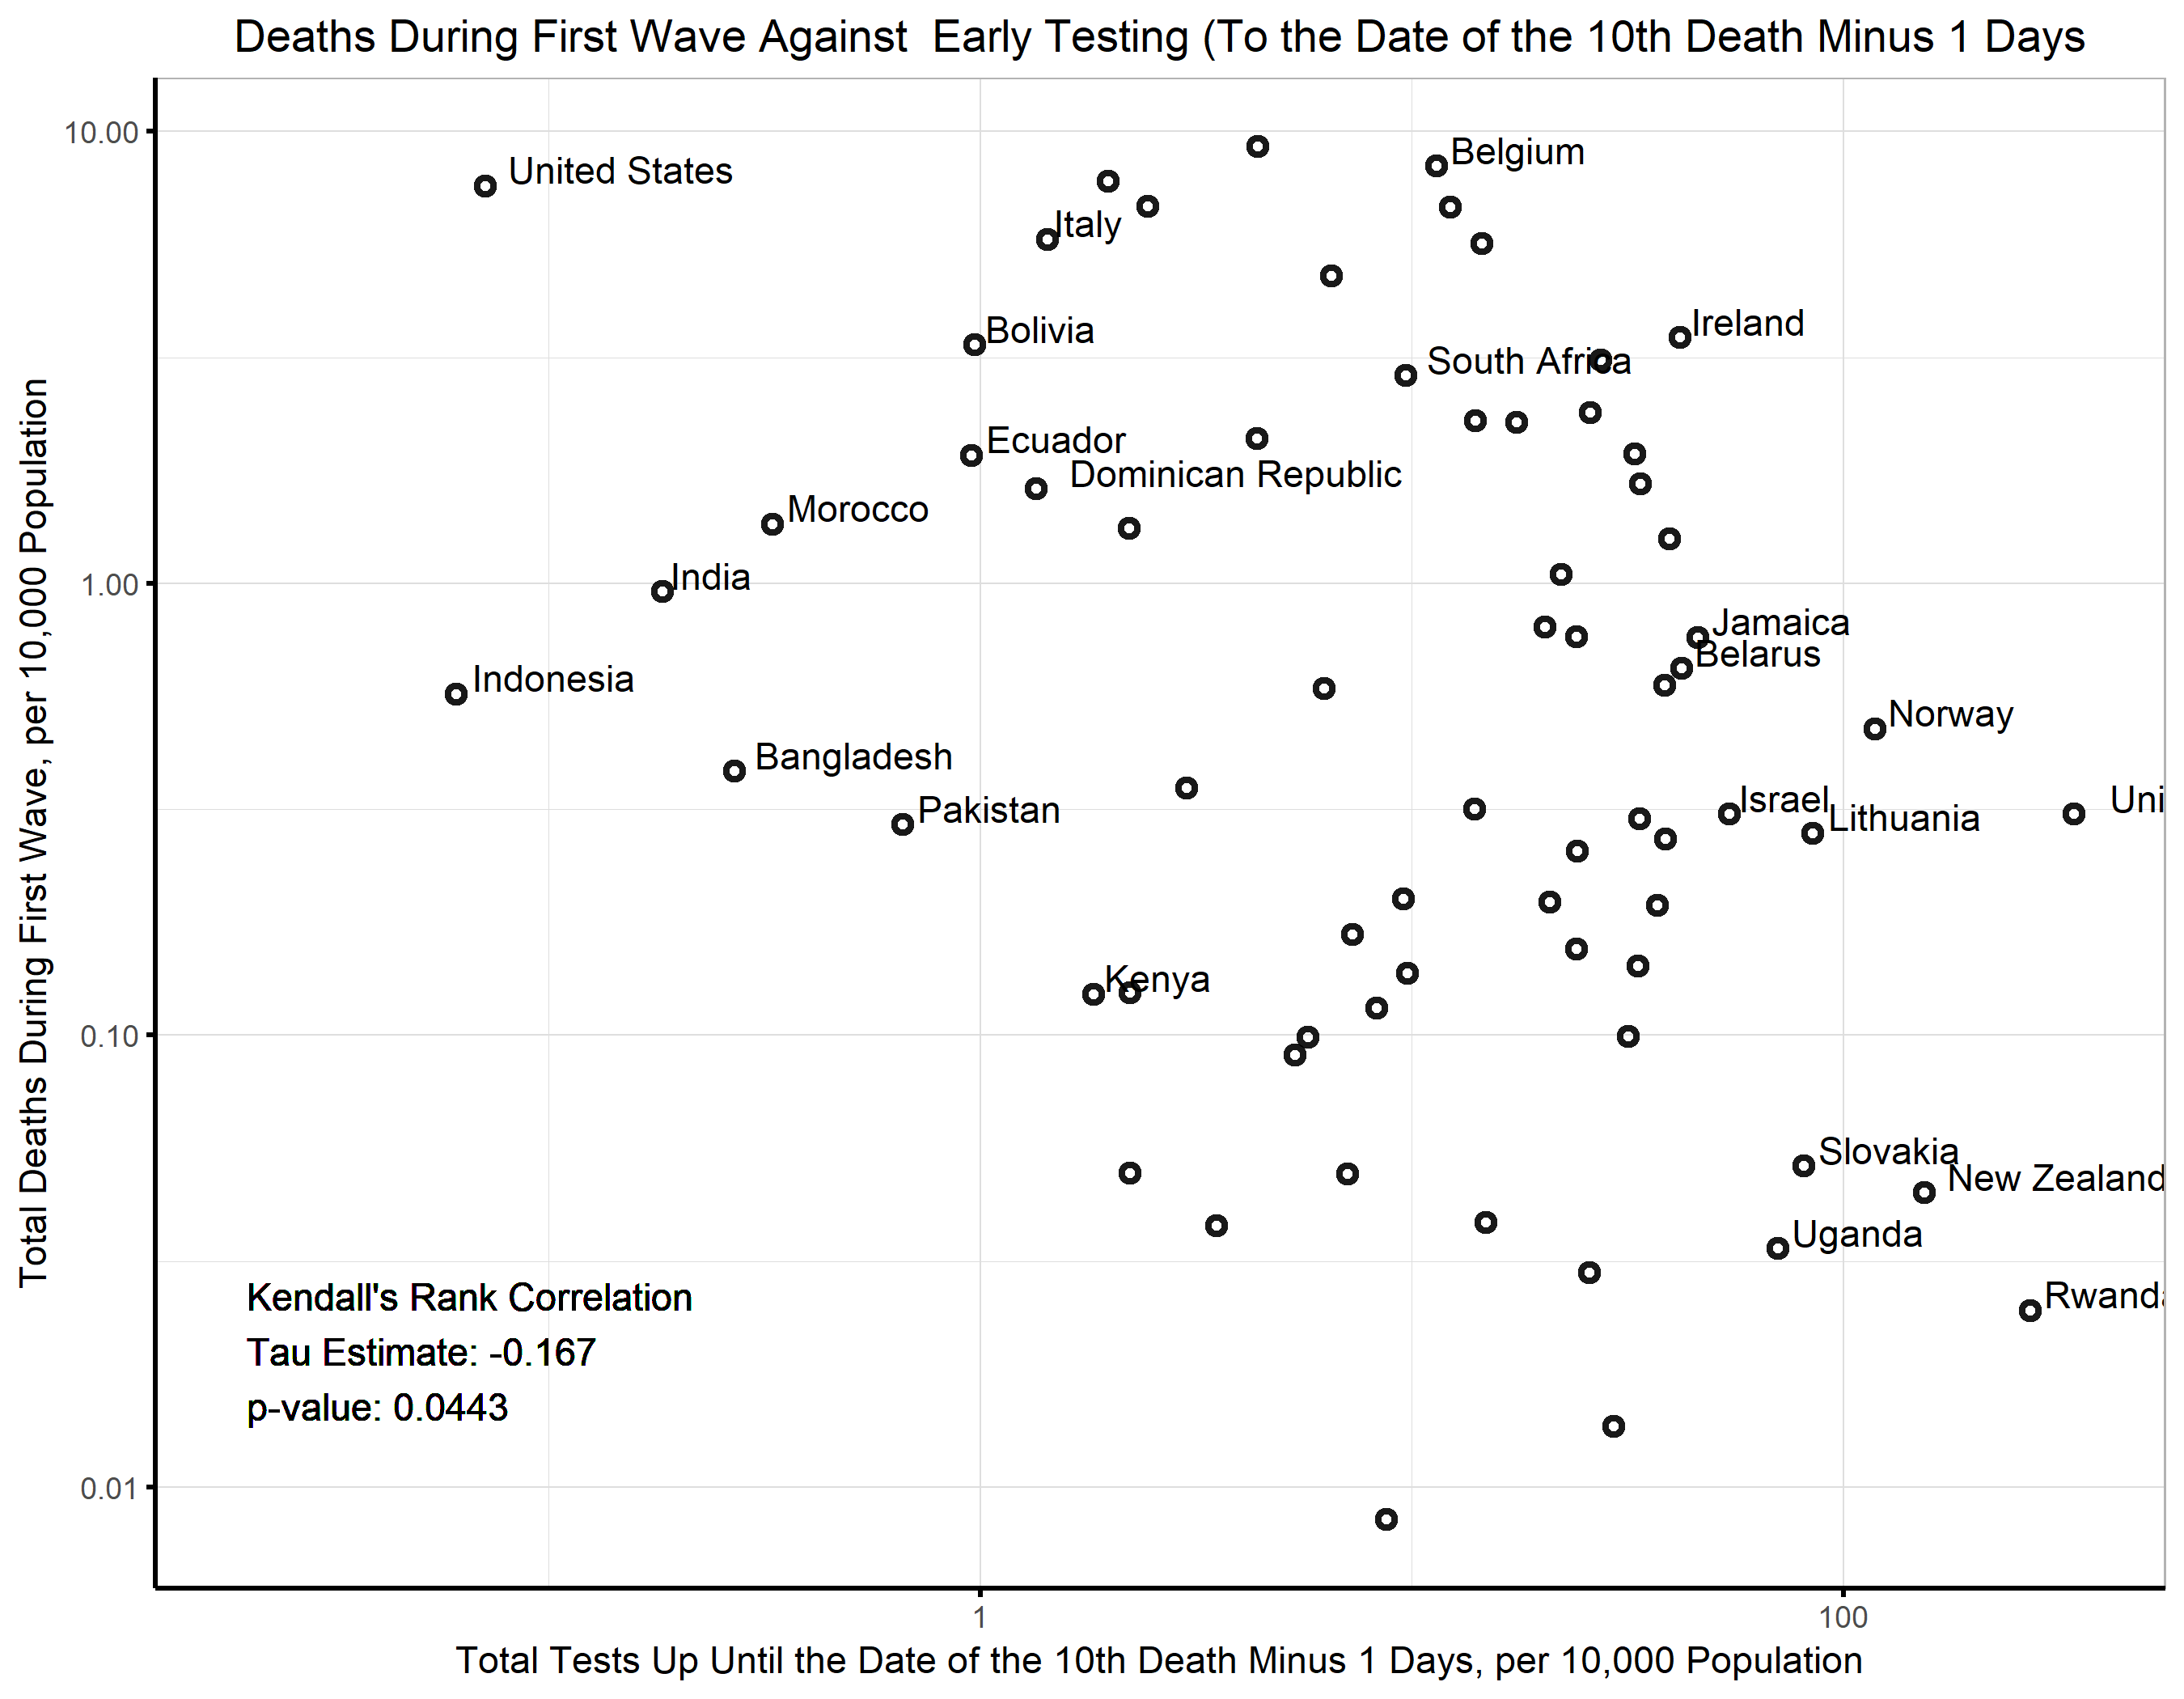 Deaths During First Wave Against  Early Testing (To the Date of the 10th Death Minus 1 Days
Total Deaths During First Wave, per 10,000 Population
10.00
1.00
0.10
0.01
United States
Belgium
Italy
Bolivia
Ireland
South Africa
Ecuador
Dominican Republic
Morocco
India
Jamaica
Belarus
Indonesia
Norway
Bangladesh
Pakistan
Israel
Uni
Lithuania
Kenya
Slovakia
New Zealand
Uganda
Rwanda
Kendall's Rank Correlation
Tau Estimate: -0.167
p-value: 0.0443
1
100
Total Tests Up Until the Date of the 10th Death Minus 1 Days, per 10,000 Population